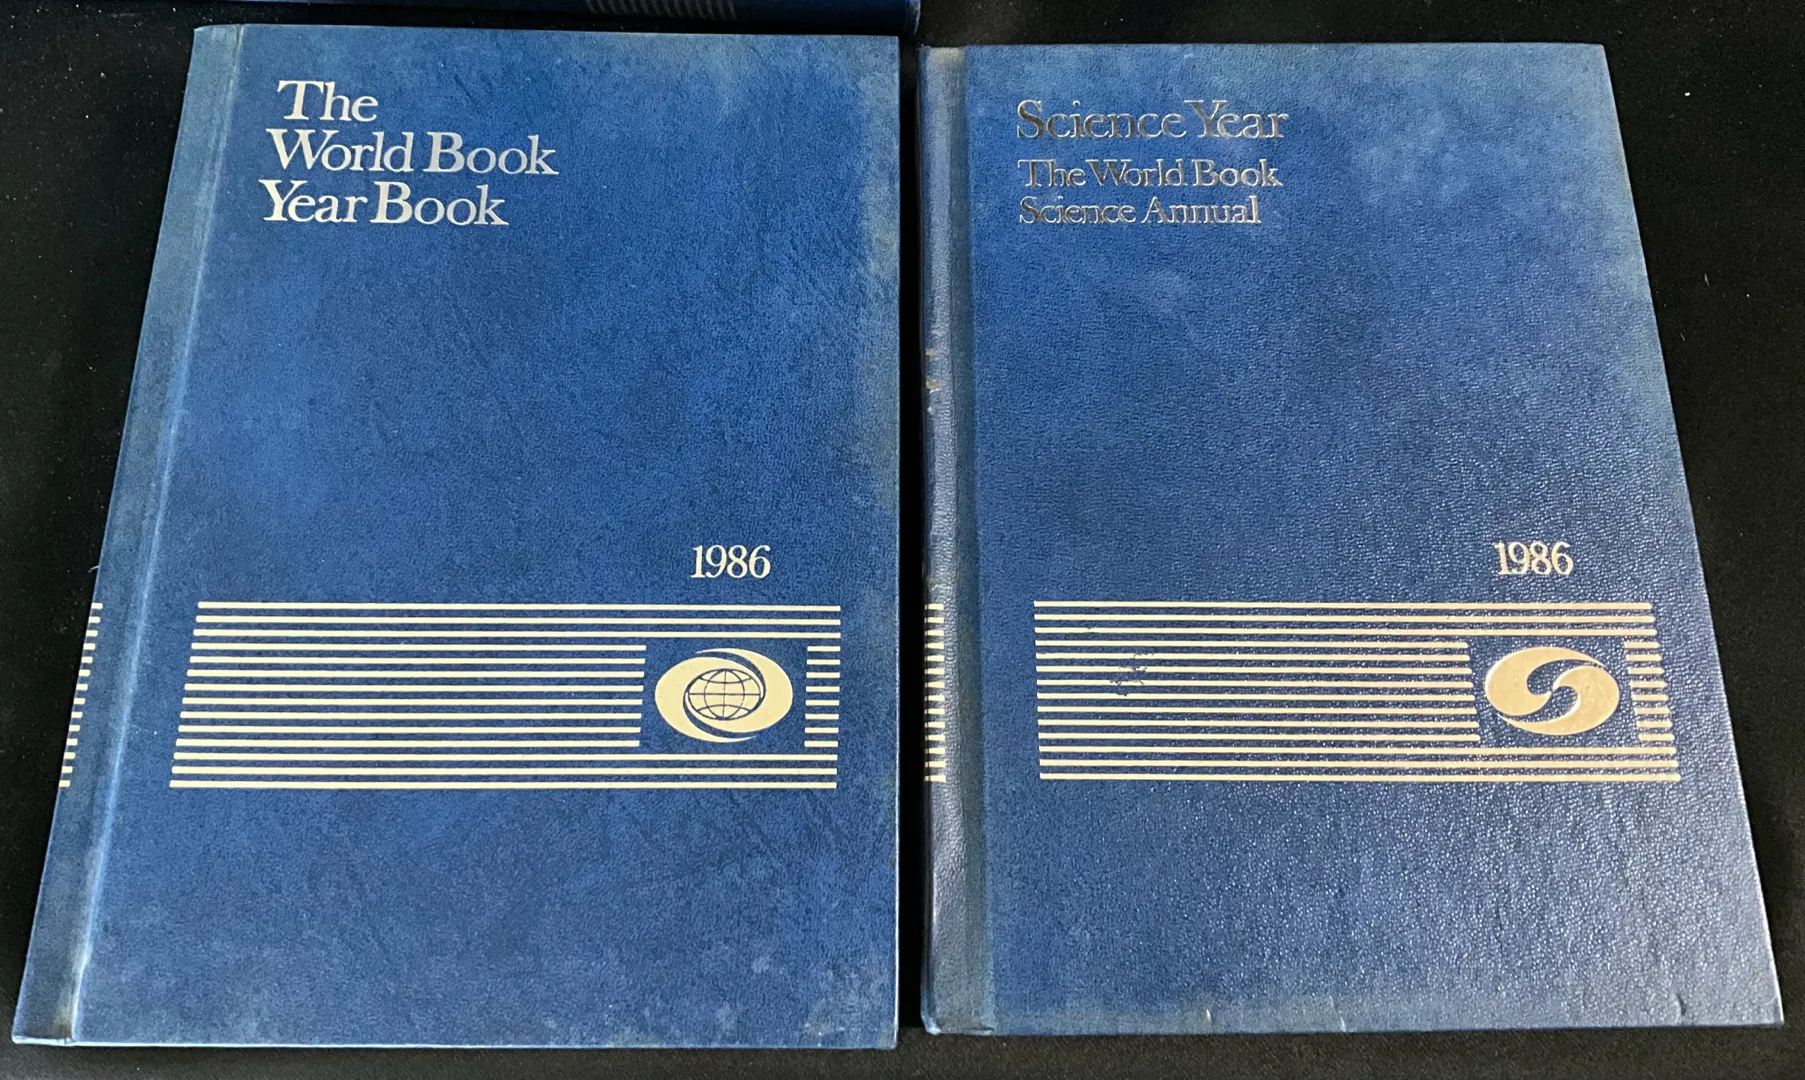 The
World Book
Year Book
1986
Science Year
The World Book
Science Annual
1986